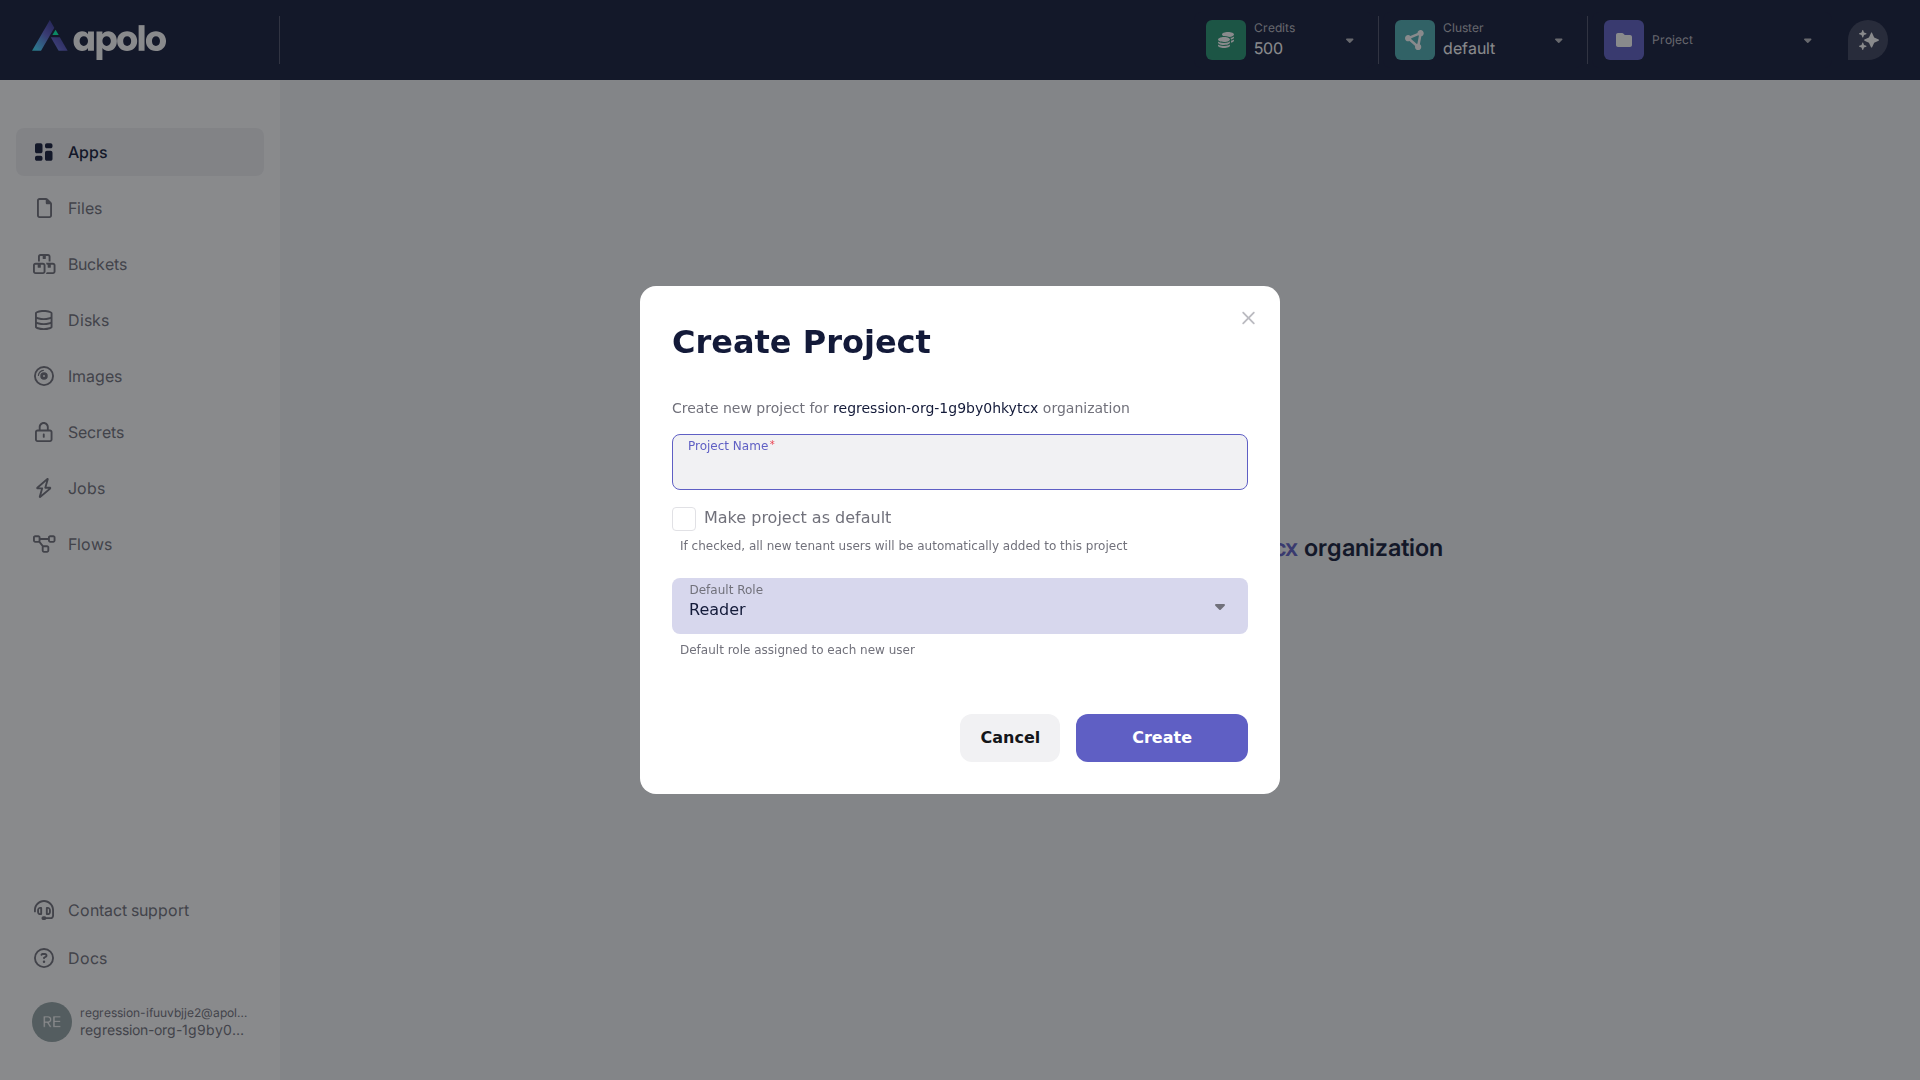 apolo
Credits
500
Cluster
default
Project
Apps
Files
Buckets
Disks
Images
Secrets
Jobs
Flows
Create Project
Create new project for regression-org-1g9by0hkytcx organization
Project Name*
Make project as default
If checked, all new tenant users will be automatically added to this project
cx organization
Default Role
Reader
Default role assigned to each new user
Cancel
Create
Contact support
Docs
RE
regression-ifuuvbjje2@apol...
regression-org-1g9by0...